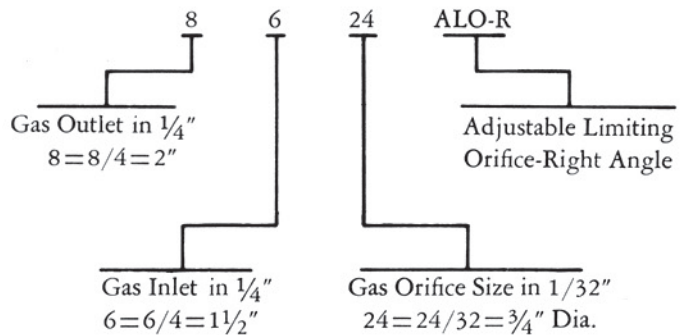 8 6 24 ALO-R
Gas Outlet in ¼″
8=8/4=2″
Adjustable Limiting
Orifice-Right Angle
Gas Inlet in ¼″
6=6/4=1½″
Gas Orifice Size in 1/32″
24=24/32=¾″ Dia.